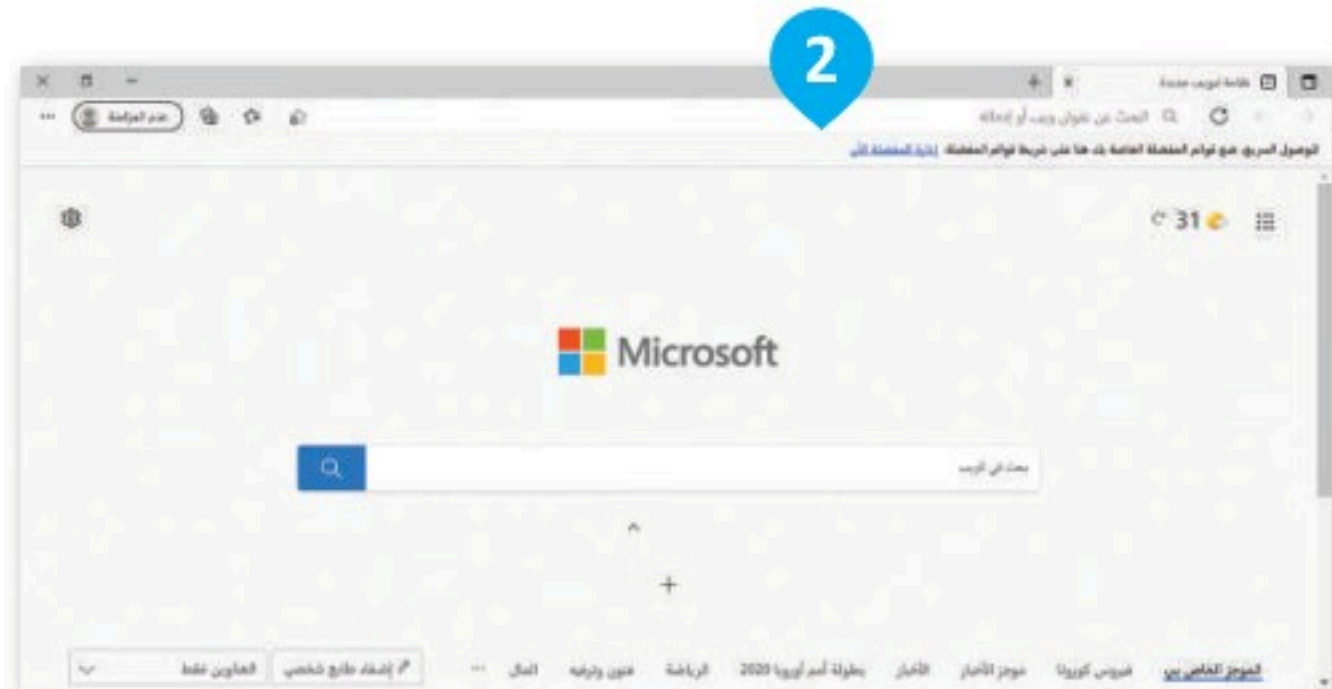 2
علامة تبويب جديدة
البحث عن عنوان ويب أو إدخاله
عدم المزامنة
للوصول السريع، ضع قوائم المفضلة الخاصة بك هنا على شريط قوائم المفضلة. إدارة المفضلة الآن
31 C°
Microsoft
بحث في الويب
الموجز الخاص بي فيروس كورونا موجز الأخبار الأخبار بطولة أمم أوروبا 2020 الرياضة فنون وترفيه المال ... إضفاء طابع شخصي العناوين فقط